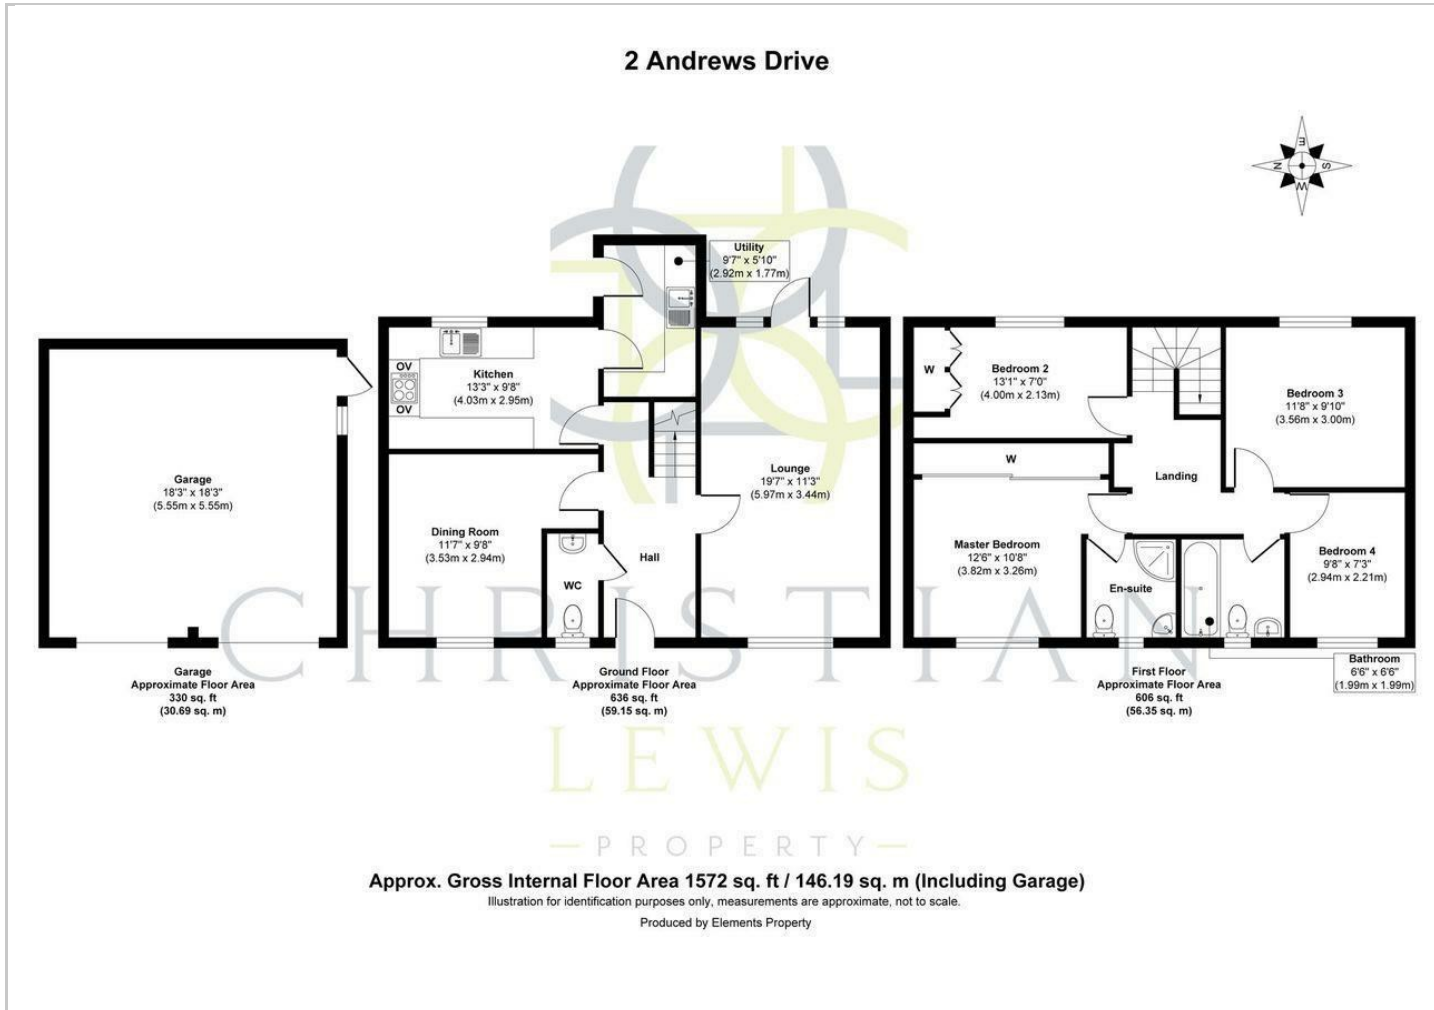 2 Andrews Drive
E
N
S
W
Utility
9'7" x 5'10"
(2.92m x 1.77m)
OV
OV
Kitchen
13'3" x 9'8"
(4.03m x 2.95m)
W
Bedroom 2
13'1" x 7'0"
(4.00m x 2.13m)
Bedroom 3
11'8" x 9'10"
(3.56m x 3.00m)
Garage
18'3" x 18'3"
(5.55m x 5.55m)
Lounge
19'7" x 11'3"
(5.97m x 3.44m)
W
Landing
Dining Room
11'7" x 9'8"
(3.53m x 2.94m)
Hall
WC
Master Bedroom
12'6" x 10'8"
(3.82m x 3.26m)
En-suite
Bedroom 4
9'8" x 7'3"
(2.94m x 2.21m)
Bathroom
6'6" x 6'6"
(1.99m x 1.99m)
Garage
Approximate Floor Area
330 sq. ft
(30.69 sq. m)
Ground Floor
Approximate Floor Area
636 sq. ft
(59.15 sq. m)
First Floor
Approximate Floor Area
606 sq. ft
(56.35 sq. m)
CHRISTIAN
LEWIS
PROPERTY
Approx. Gross Internal Floor Area 1572 sq. ft / 146.19 sq. m (Including Garage)
Illustration for identification purposes only, measurements are approximate, not to scale.
Produced by Elements Property